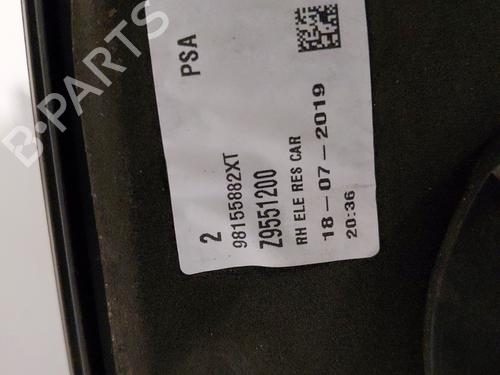 B-PARTS
PSA
2
98155882XT
Z9551200
RH ELE RES CAR
18-07-2019
20:36